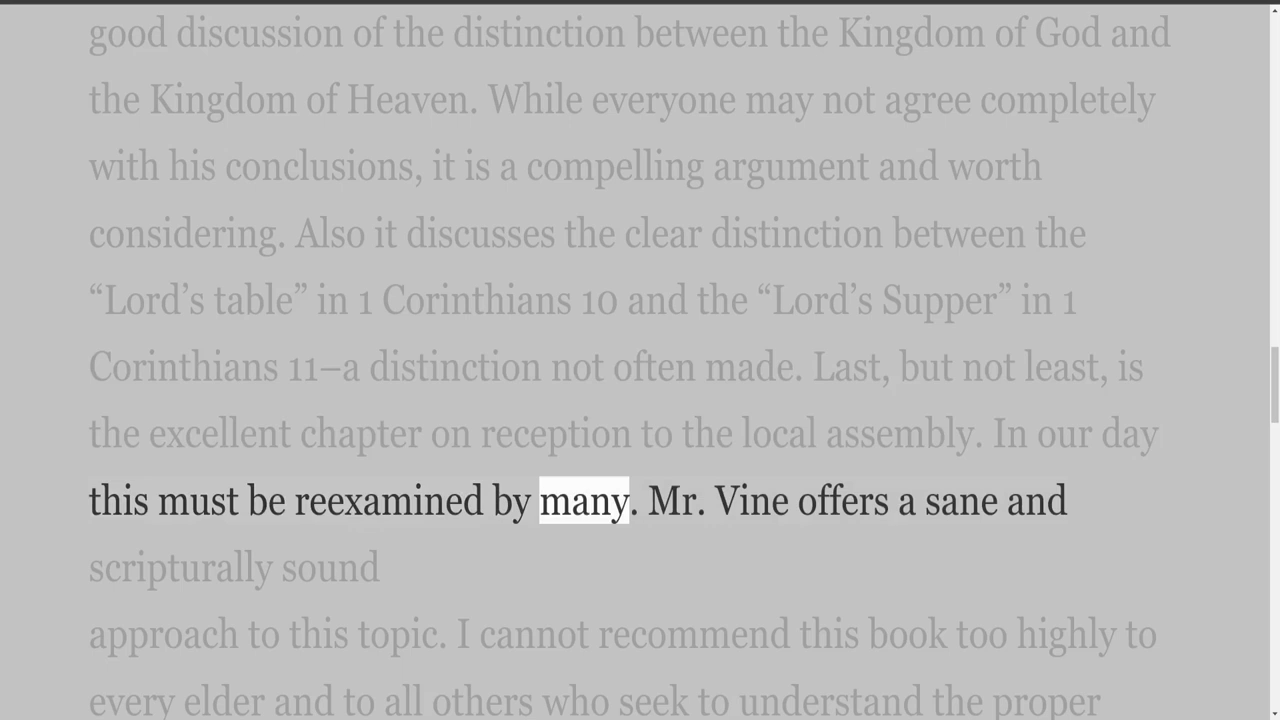 good discussion of the distinction between the Kingdom of God and
the Kingdom of Heaven. While everyone may not agree completely
with his conclusions, it is a compelling argument and worth
considering. Also it discusses the clear distinction between the
“Lord’s table” in 1 Corinthians 10 and the “Lord’s Supper” in 1
Corinthians 11–a distinction not often made. Last, but not least, is
the excellent chapter on reception to the local assembly. In our day
this must be reexamined by many. Mr. Vine offers a sane and
scripturally sound
approach to this topic. I cannot recommend this book too highly to
every elder and to all others who seek to understand the proper